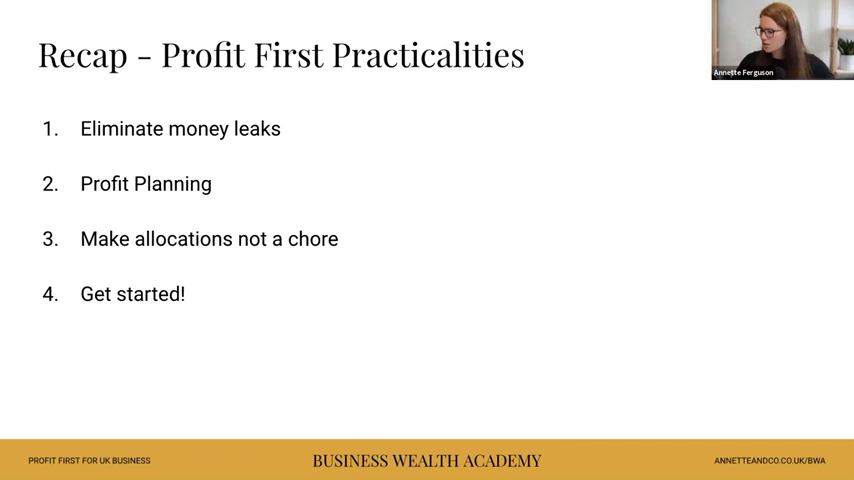 Recap - Profit First Practicalities
Annette Ferguson
1. Eliminate money leaks
2. Profit Planning
3. Make allocations not a chore
4. Get started!
PROFIT FIRST FOR UK BUSINESS
BUSINESS WEALTH ACADEMY
ANNETTEANDCO.CO.UK/BWA